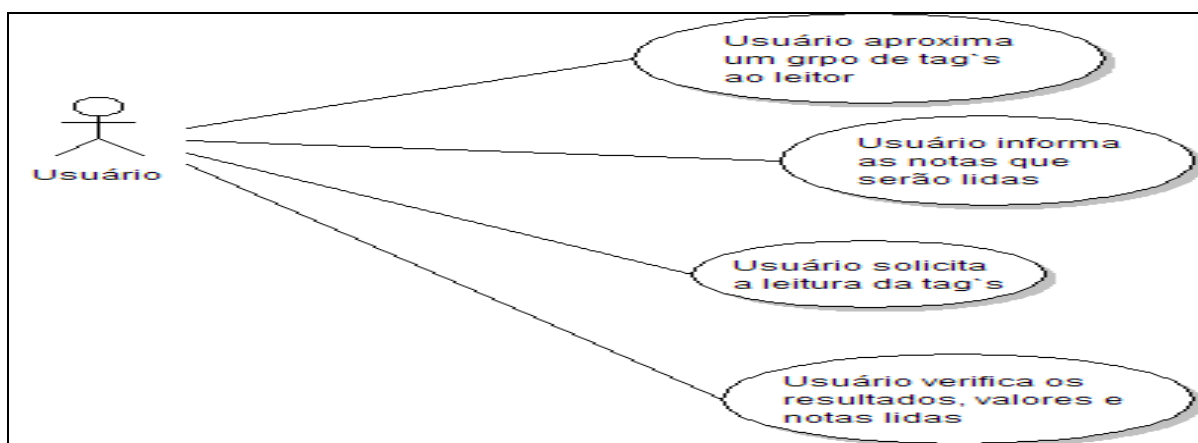 Usuário aproxima
um grpo de tag`s
ao leitor
Usuário
Usuário informa
as notas que
serão lidas
Usuário solicita
a leitura da tag`s
Usuário verifica os
resultados, valores e
notas lidas